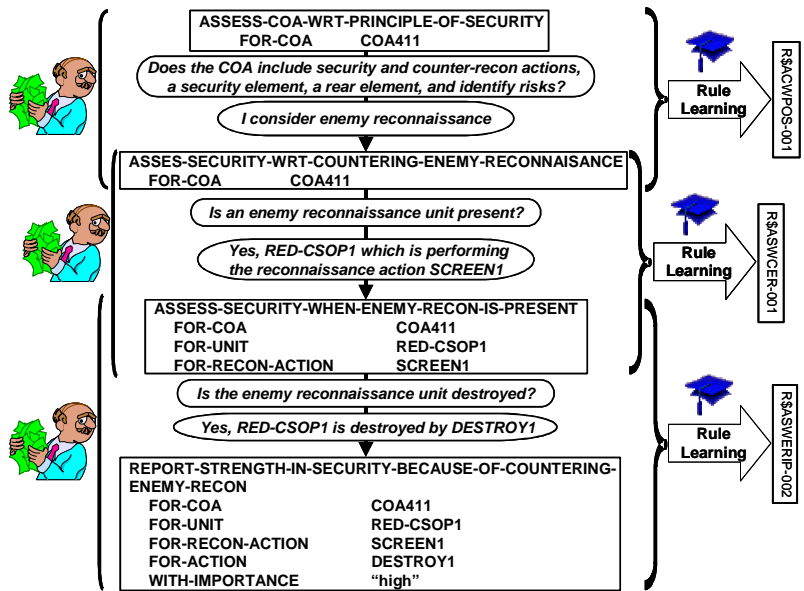 ASSESS-COA-WRT-PRINCIPLE-OF-SECURITY
FOR-COA COA411
Does the COA include security and counter-recon actions,
a security element, a rear element, and identify risks?
I consider enemy reconnaissance
Rule
Learning
R$ACWPOS-001
ASSES-SECURITY-WRT-COUNTERING-ENEMY-RECONNAISANCE
FOR-COA COA411
Is an enemy reconnaissance unit present?
Yes, RED-CSOP1 which is performing
the reconnaissance action SCREEN1
Rule
Learning
R$ASWCER-001
ASSESS-SECURITY-WHEN-ENEMY-RECON-IS-PRESENT
FOR-COA COA411
FOR-UNIT RED-CSOP1
FOR-RECON-ACTION SCREEN1
Is the enemy reconnaissance unit destroyed?
Yes, RED-CSOP1 is destroyed by DESTROY1
Rule
Learning
R$ASWERIP-002
REPORT-STRENGTH-IN-SECURITY-BECAUSE-OF-COUNTERING-
ENEMY-RECON
FOR-COA COA411
FOR-UNIT RED-CSOP1
FOR-RECON-ACTION SCREEN1
FOR-ACTION DESTROY1
WITH-IMPORTANCE “high”